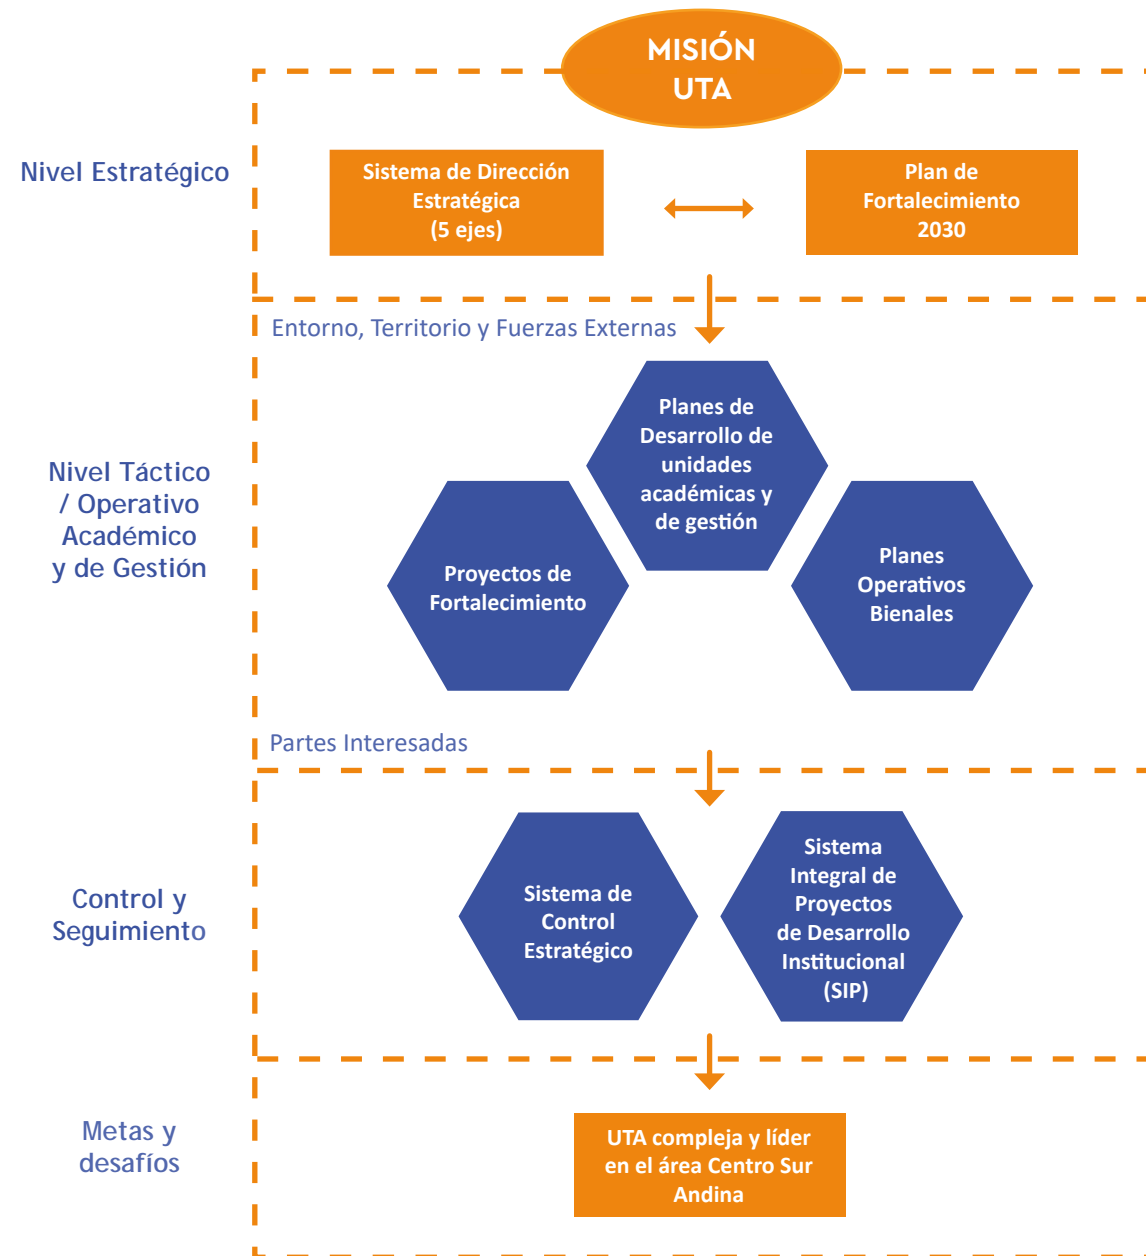 MISIÓN
UTA
Nivel Estratégico
Sistema de Dirección
Estratégica
(5 ejes)
Plan de
Fortalecimiento
2030
Entorno, Territorio y Fuerzas Externas
Nivel Táctico
/ Operativo
Académico
y de Gestión
Planes de
Desarrollo de
unidades
académicas y
de gestión
Proyectos de
Fortalecimiento
Planes
Operativos
Bienales
Partes Interesadas
Control y
Seguimiento
Sistema de
Control
Estratégico
Sistema
Integral de
Proyectos
de Desarrollo
Institucional
(SIP)
Metas y
desafíos
UTA compleja y líder
en el área Centro Sur
Andina